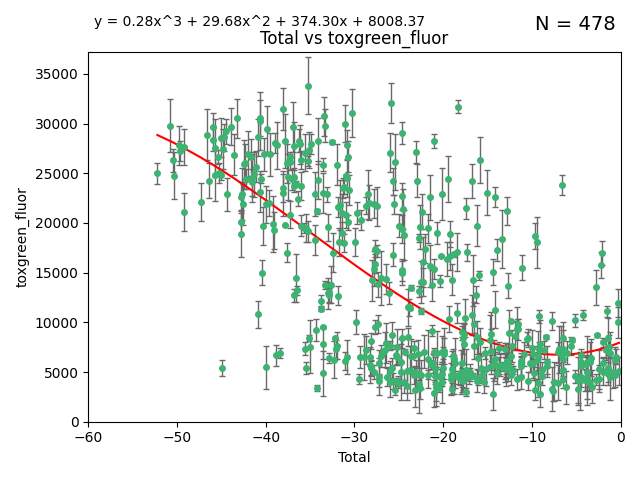 y = 0.28x^3 + 29.68x^2 + 374.30x + 8008.37
N = 478
Total vs toxgreen_fluor
35000
30000
25000
20000
15000
10000
5000
0
toxgreen_fluor
−60 −50 −40 −30 −20 −10 0
Total